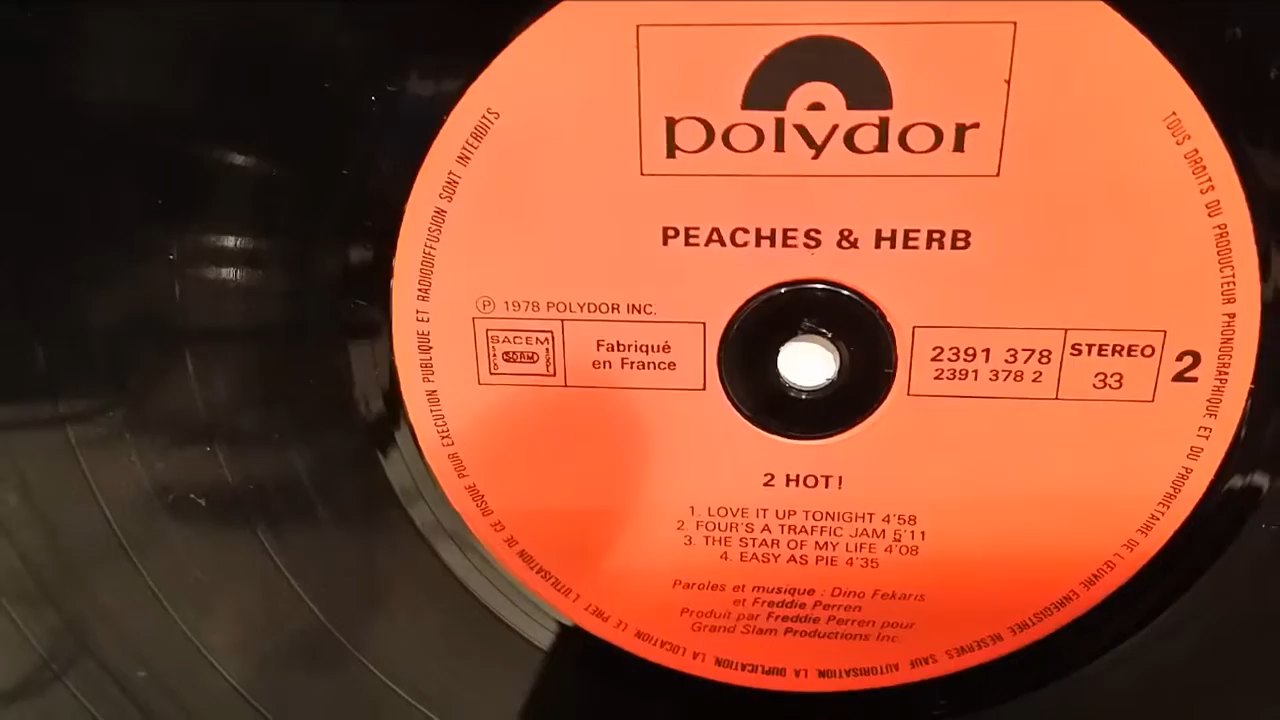 polydor
PEACHES & HERB
℗ 1978 POLYDOR INC.
SACEM
SACD SDRM SGDL
Fabriqué
en France
2391 378
2391 378 2
STEREO
33
2
2 HOT!
1. LOVE IT UP TONIGHT 4'58
2. FOUR'S A TRAFFIC JAM 5'11
3. THE STAR OF MY LIFE 4'08
4. EASY AS PIE 4'35
Paroles et musique : Dino Fekaris
et Freddie Perren
Produit par Freddie Perren pour
Grand Slam Productions Inc.
TOUS DROITS DU PRODUCTEUR PHONOGRAPHIQUE ET DU PROPRIETAIRE DE L'ŒUVRE ENREGISTREE RESERVES. SAUF AUTORISATION, LA DUPLICATION, LA LOCATION, LE PRET, L'UTILISATION DE CE DISQUE POUR EXECUTION PUBLIQUE ET RADIODIFFUSION SONT INTERDITS